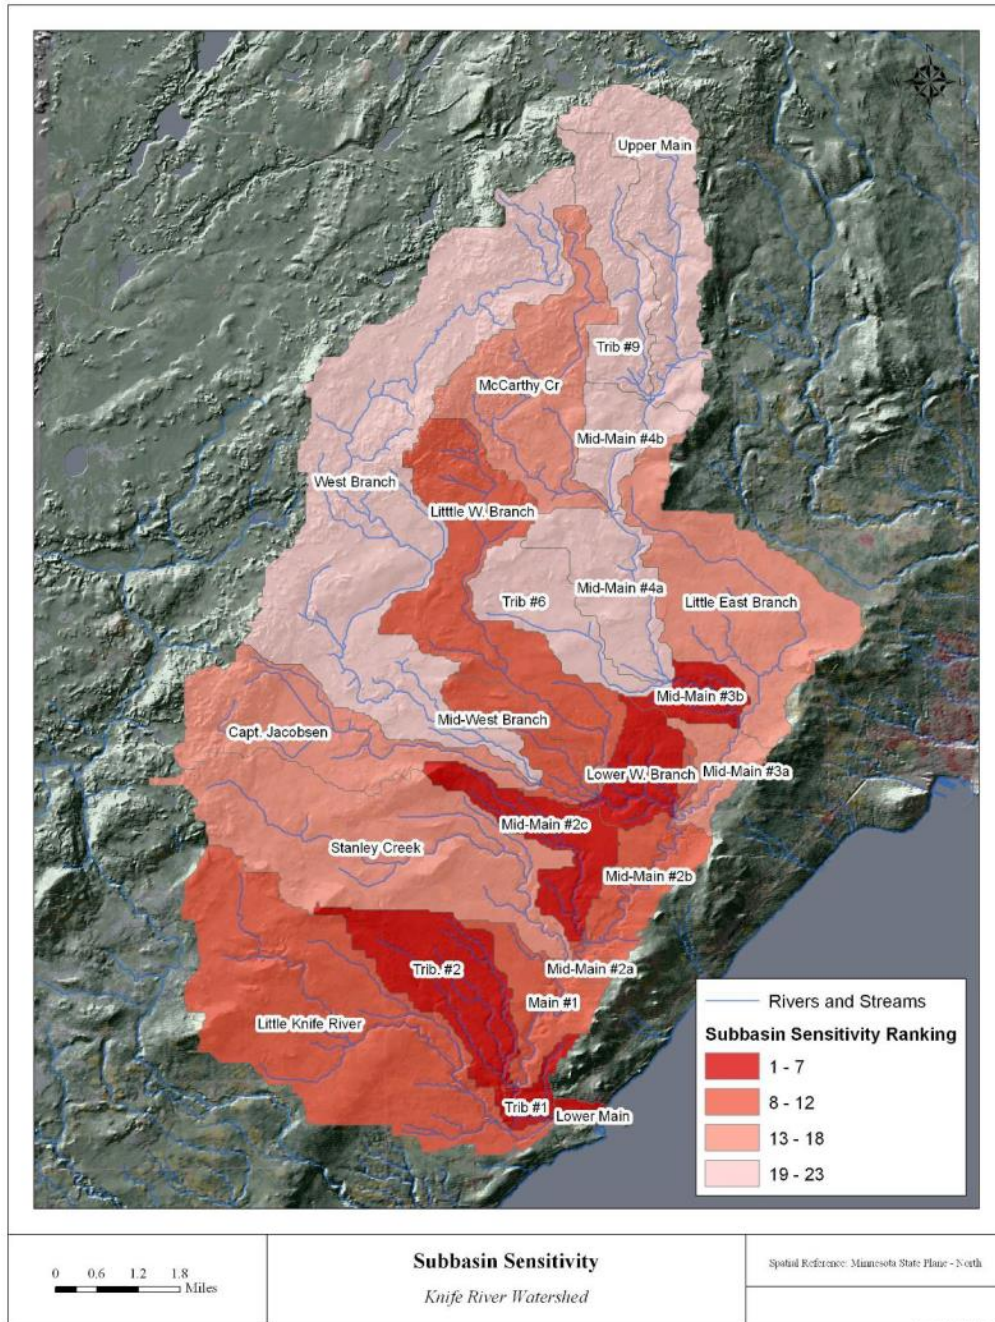 N
Upper Main
Trib #9
McCarthy Cr
Mid-Main #4b
West Branch
Litttle W. Branch
Mid-Main #4a
Trib #6
Little East Branch
Mid-Main #3b
Mid-West Branch
Capt. Jacobsen
Lower W. Branch
Mid-Main #3a
Mid-Main #2c
Stanley Creek
Mid-Main #2b
Trib. #2
Mid-Main #2a
Main #1
Little Knife River
Trib #1
Lower Main
Rivers and Streams
Subbasin Sensitivity Ranking
1 - 7
8 - 12
13 - 18
19 - 23
0 0.6 1.2 1.8
Miles
Subbasin Sensitivity
Knife River Watershed
Spatial Reference: Minnesota State Plane - North